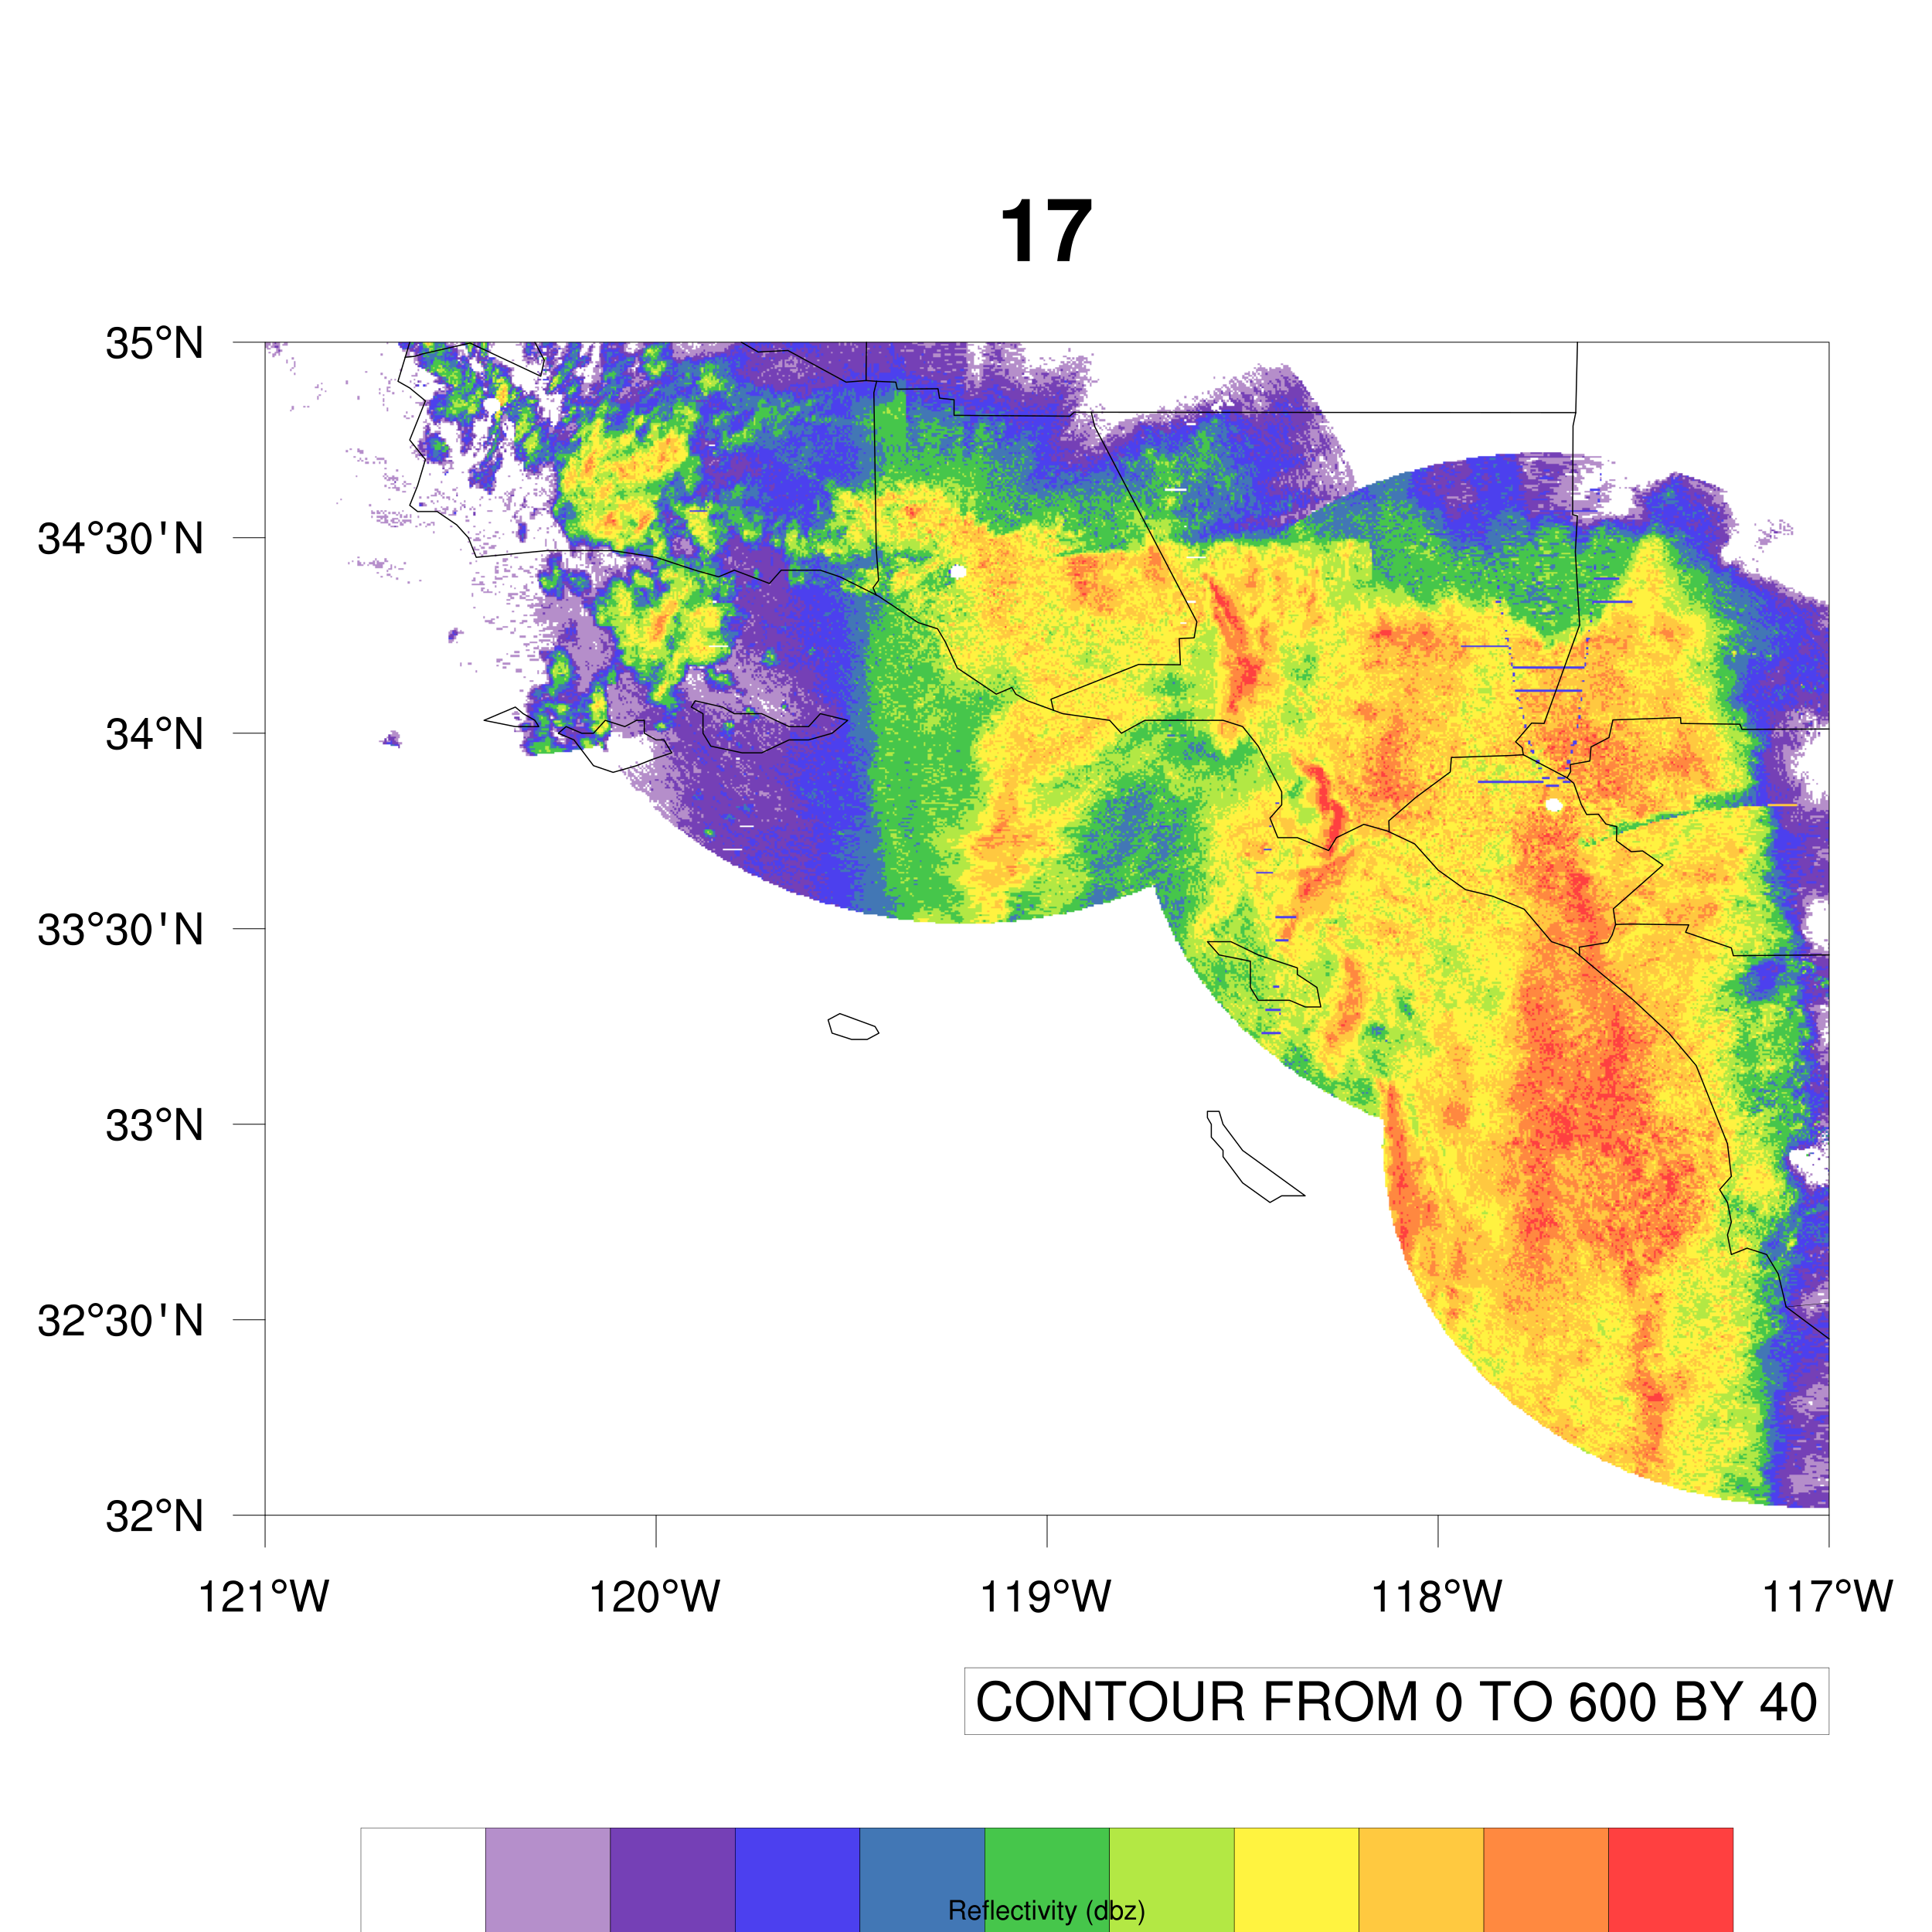 17
35°N
34°30'N
34°N
33°30'N
33°N
32°30'N
32°N
121°W 120°W 119°W 118°W 117°W
CONTOUR FROM 0 TO 600 BY 40
Reflectivity (dbz)